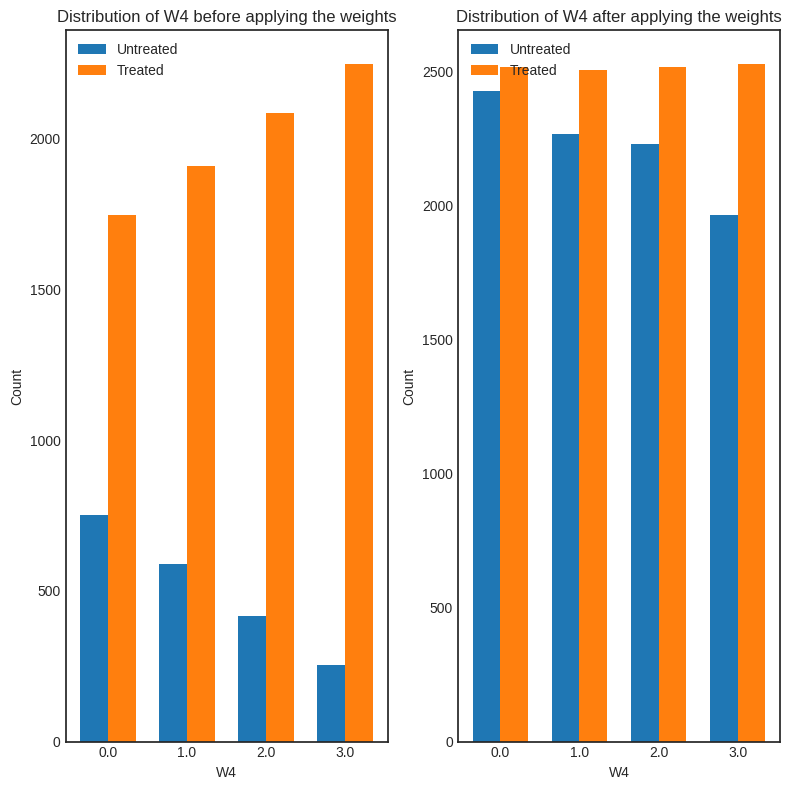 Distribution of W4 before applying the weights
Untreated
Treated
2000
1500
1000
500
0
Count
0.0 1.0 2.0 3.0
W4
Distribution of W4 after applying the weights
Untreated
Treated
2500
2000
1500
1000
500
0
Count
0.0 1.0 2.0 3.0
W4